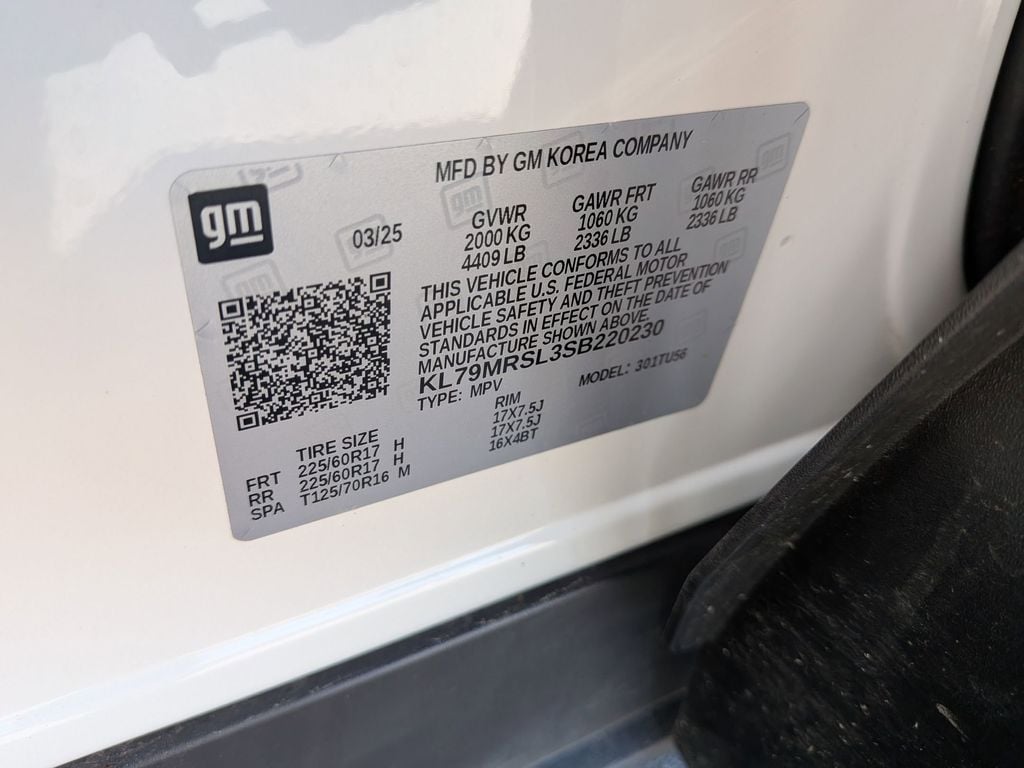 gm
MFD BY GM KOREA COMPANY
03/25
GVWR GAWR FRT GAWR RR
2000 KG 1060 KG 1060 KG
4409 LB 2336 LB 2336 LB
THIS VEHICLE CONFORMS TO ALL
APPLICABLE U.S. FEDERAL MOTOR
VEHICLE SAFETY AND THEFT PREVENTION
STANDARDS IN EFFECT ON THE DATE OF
MANUFACTURE SHOWN ABOVE.
KL79MRSL3SB220230
TYPE: MPV MODEL: 301TU56
TIRE SIZE RIM
FRT 225/60R17 H 17X7.5J
RR 225/60R17 H 17X7.5J
SPA T125/70R16 M 16X4BT